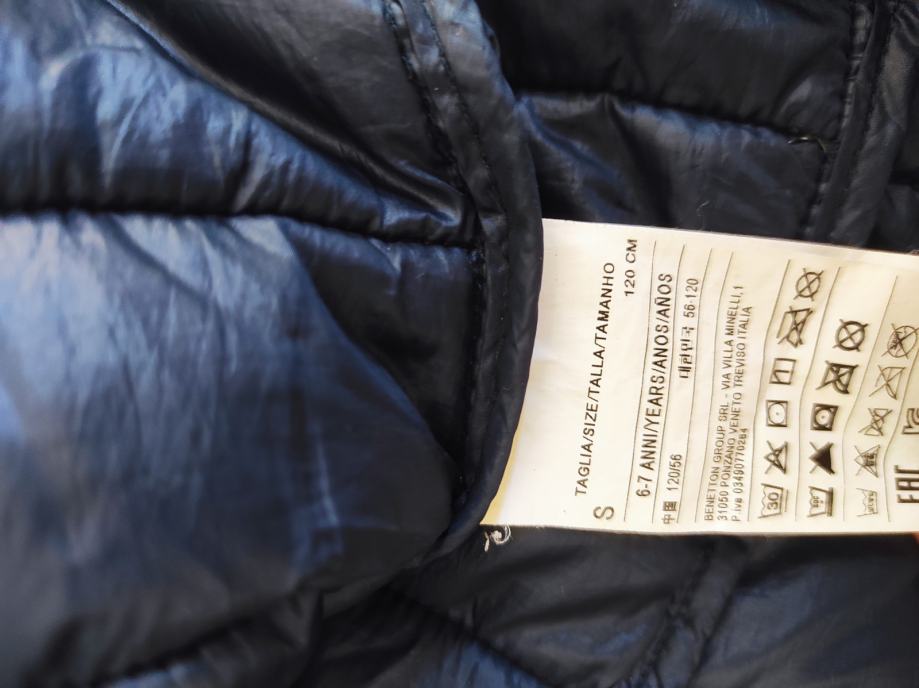 TAGLIA/SIZE/TALLA/TAMANHO
S 120 CM
6-7 ANNI/YEARS/ANOS/AÑOS
中国 120/56 대한민국 56-120
BENETTON GROUP SRL - VIA VILLA MINELLI,1
31050 PONZANO VENETO TREVISO ITALIA
P.iva 03490770264
30
EAC